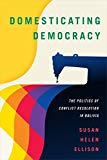 DOMESTICATING
DEMOCRACY
THE POLITICS OF
CONFLICT RESOLUTION
IN BOLIVIA
SUSAN
HELEN
ELLISON